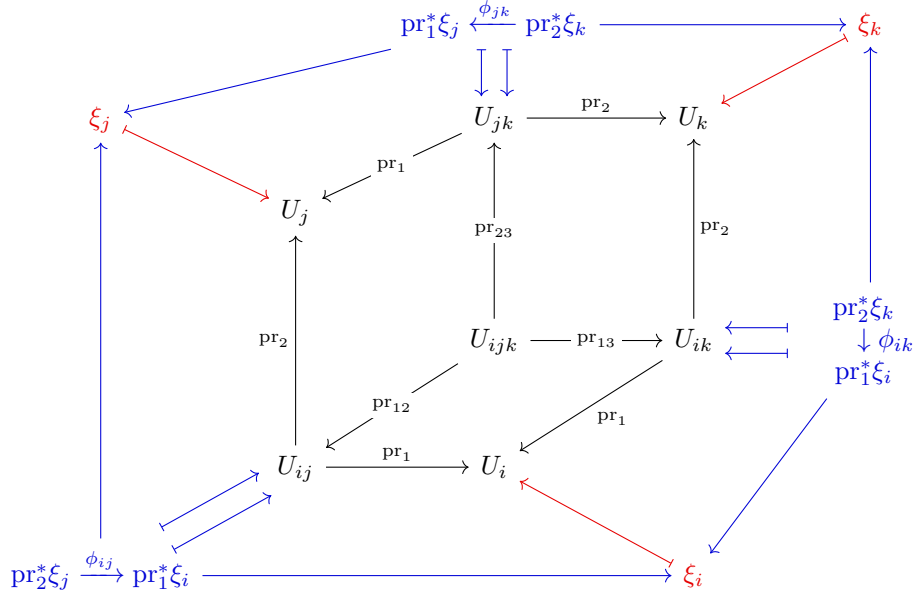 pr₁*ξⱼ ϕⱼₖ pr₂*ξₖ ξₖ
ξⱼ Uⱼₖ pr₂ Uₖ
pr₁
Uⱼ
pr₂₃ pr₂
pr₂*ξₖ
pr₂ Uᵢⱼₖ pr₁₃ Uᵢₖ ϕᵢₖ
pr₁*ξᵢ
pr₁₂ pr₁
Uᵢⱼ pr₁ Uᵢ
pr₂*ξⱼ ϕᵢⱼ pr₁*ξᵢ ξᵢ